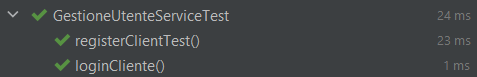 GestioneUtenteServiceTest 24 ms
registerClientTest() 23 ms
loginCliente() 1 ms